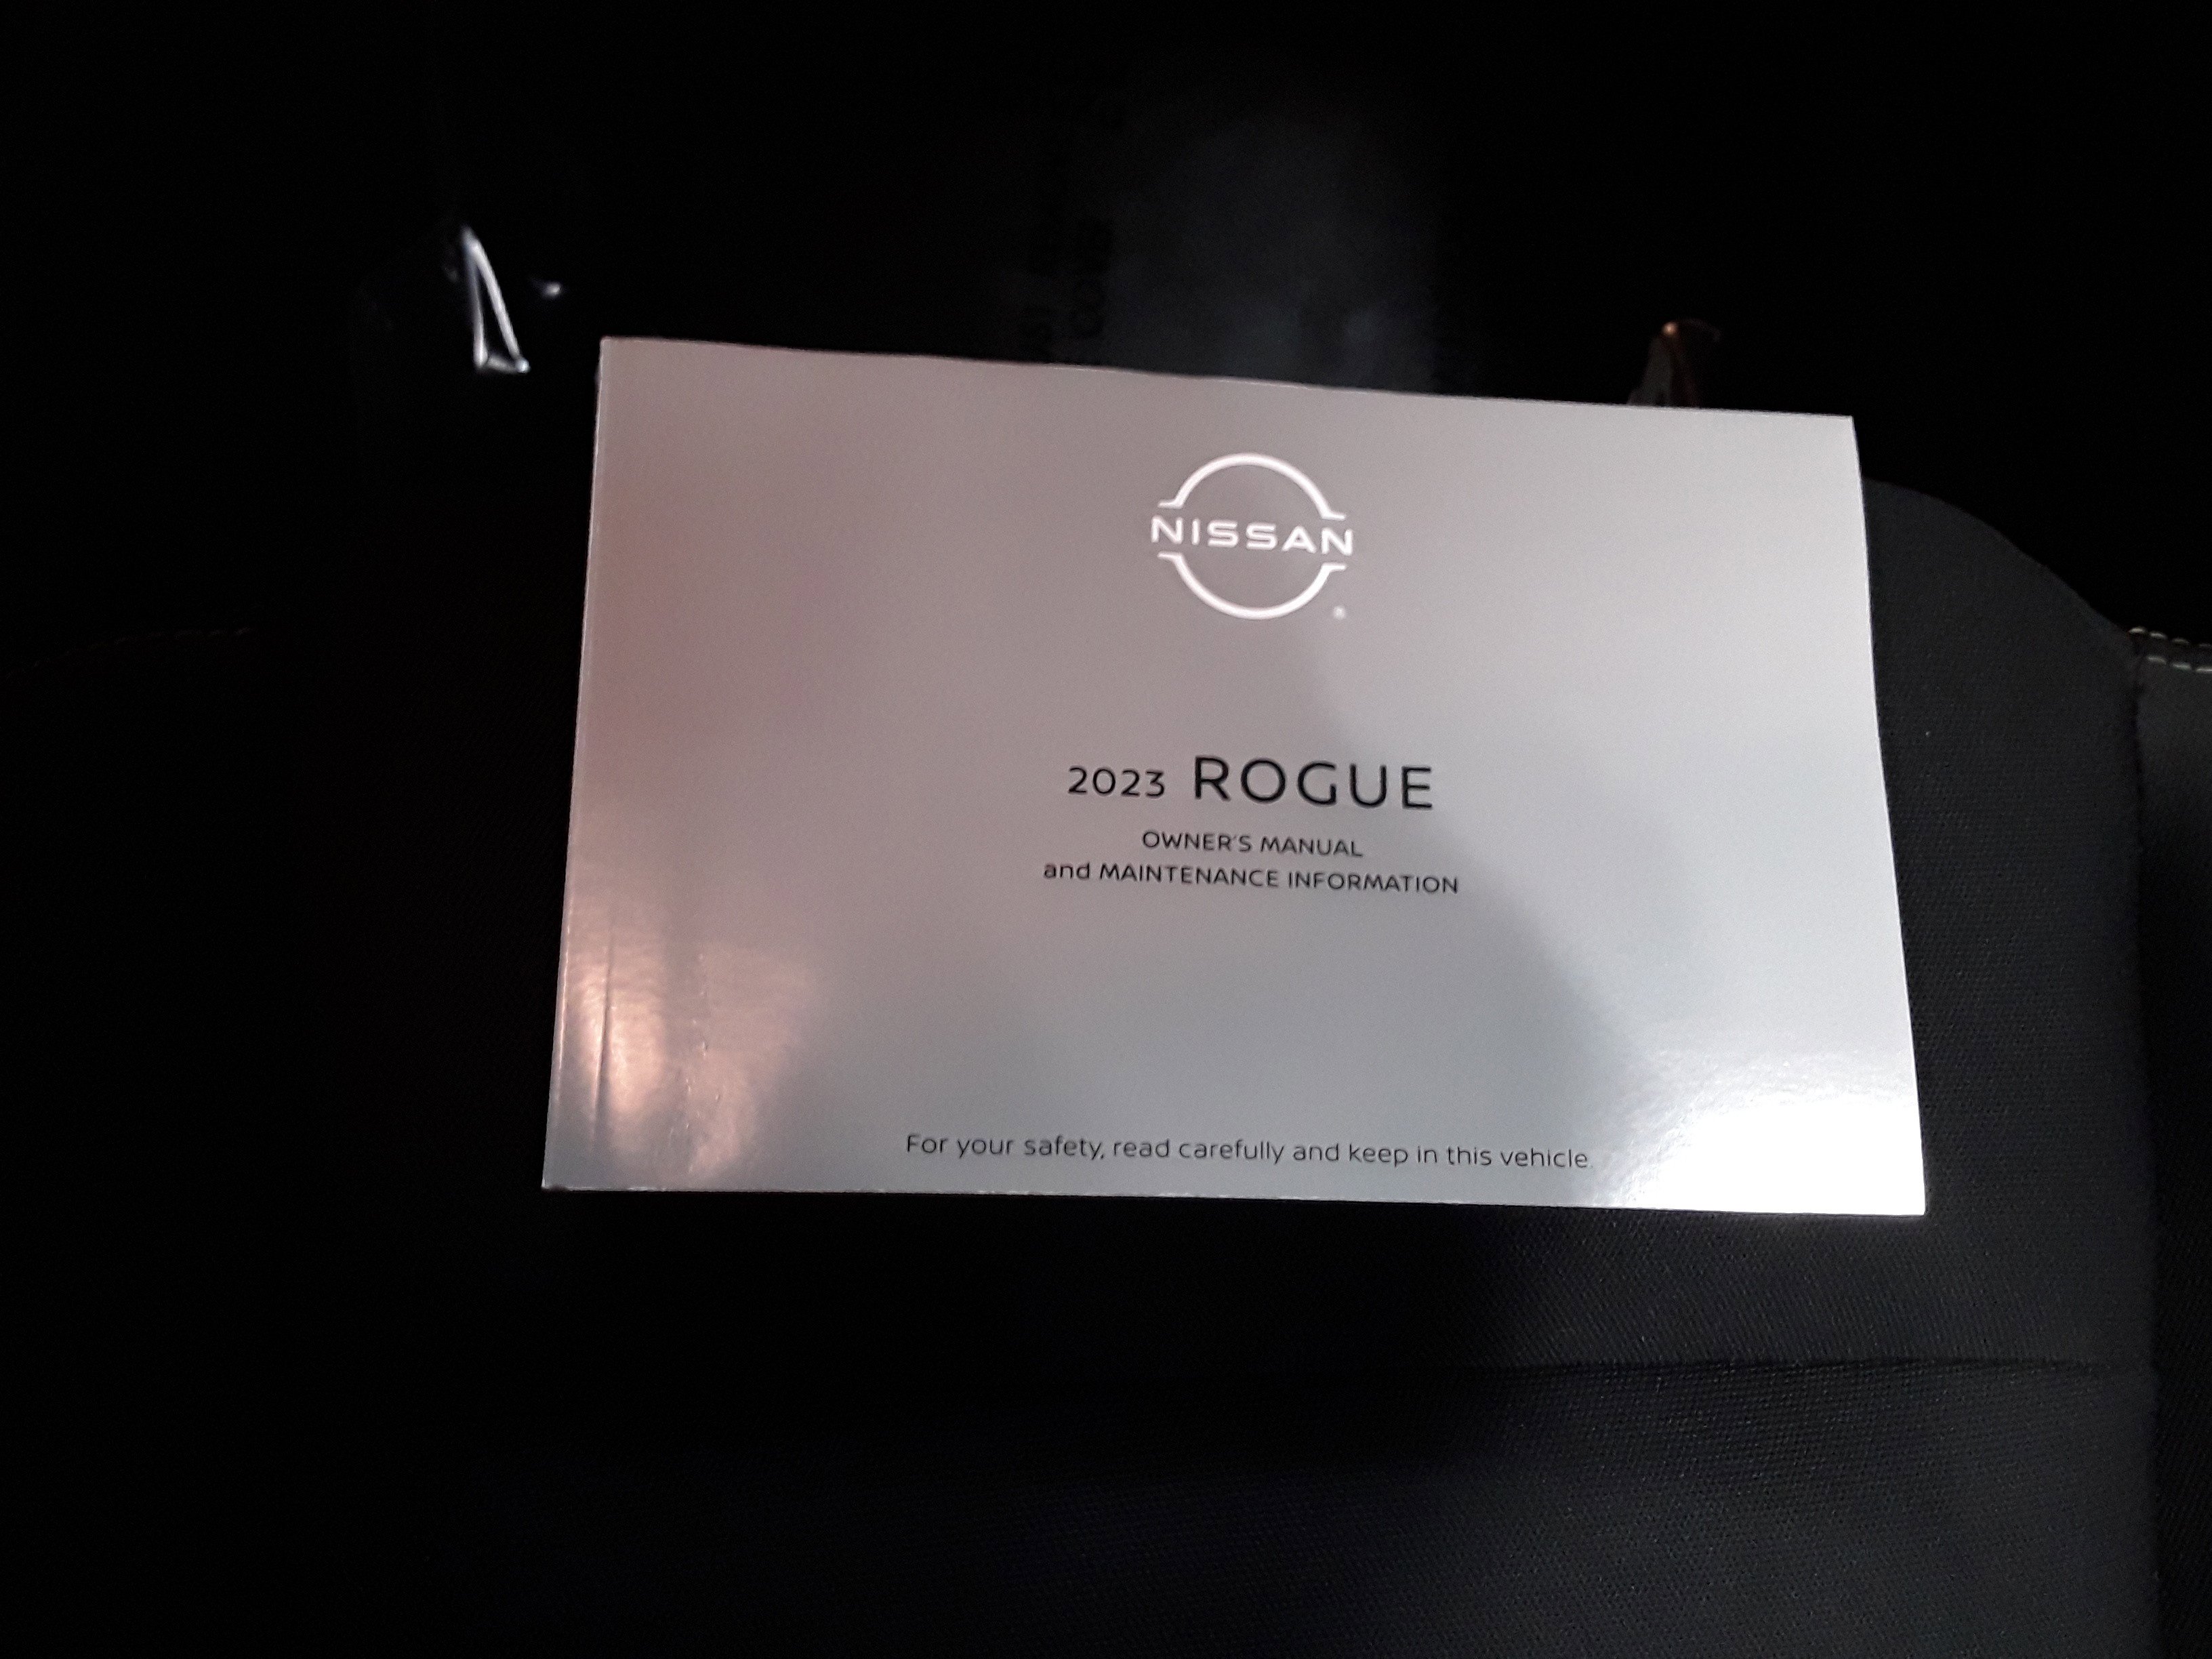 NISSAN
®
2023 ROGUE
OWNER'S MANUAL
and MAINTENANCE INFORMATION
For your safety, read carefully and keep in this vehicle.